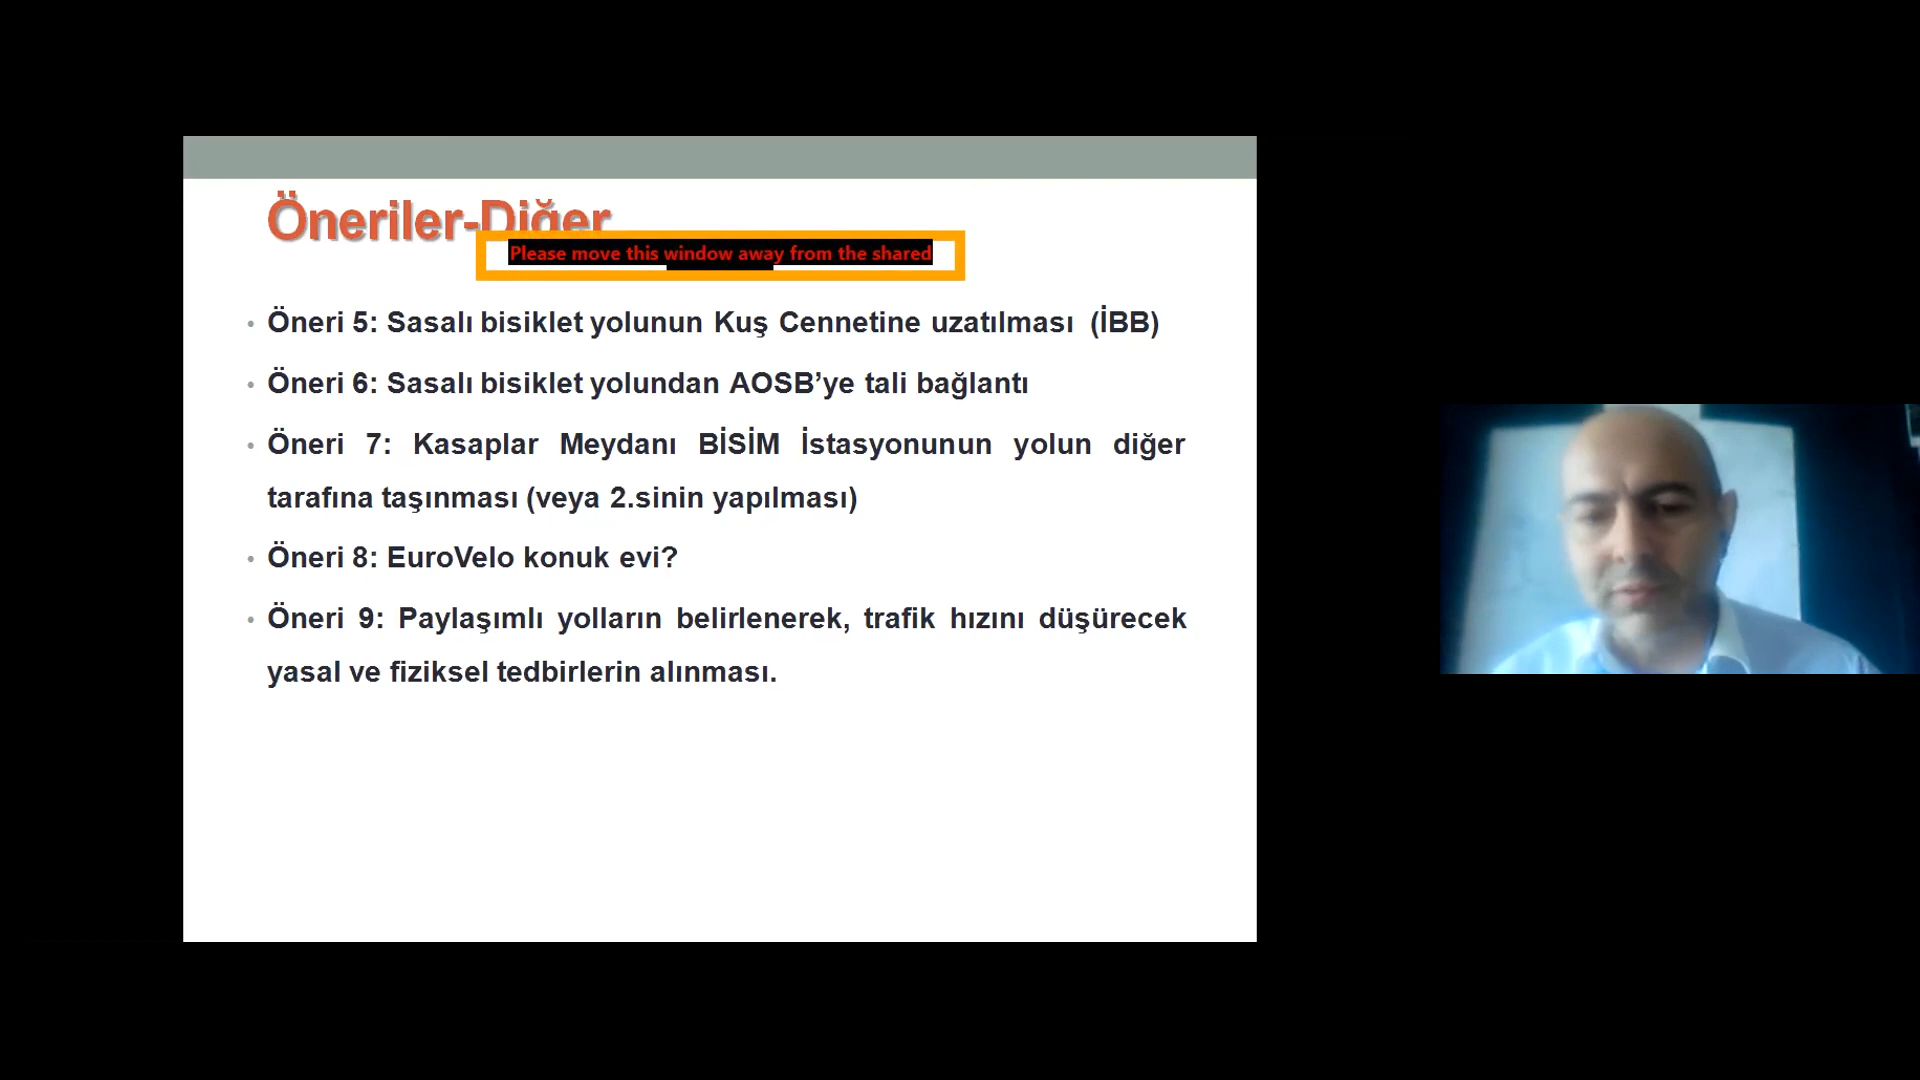 Öneriler-Diğer
Please move this window away from the shared
• Öneri 5: Sasalı bisiklet yolunun Kuş Cennetine uzatılması (İBB)
• Öneri 6: Sasalı bisiklet yolundan AOSB’ye tali bağlantı
• Öneri 7: Kasaplar Meydanı BİSİM İstasyonunun yolun diğer
tarafına taşınması (veya 2.sinin yapılması)
• Öneri 8: EuroVelo konuk evi?
• Öneri 9: Paylaşımlı yolların belirlenerek, trafik hızını düşürecek
yasal ve fiziksel tedbirlerin alınması.